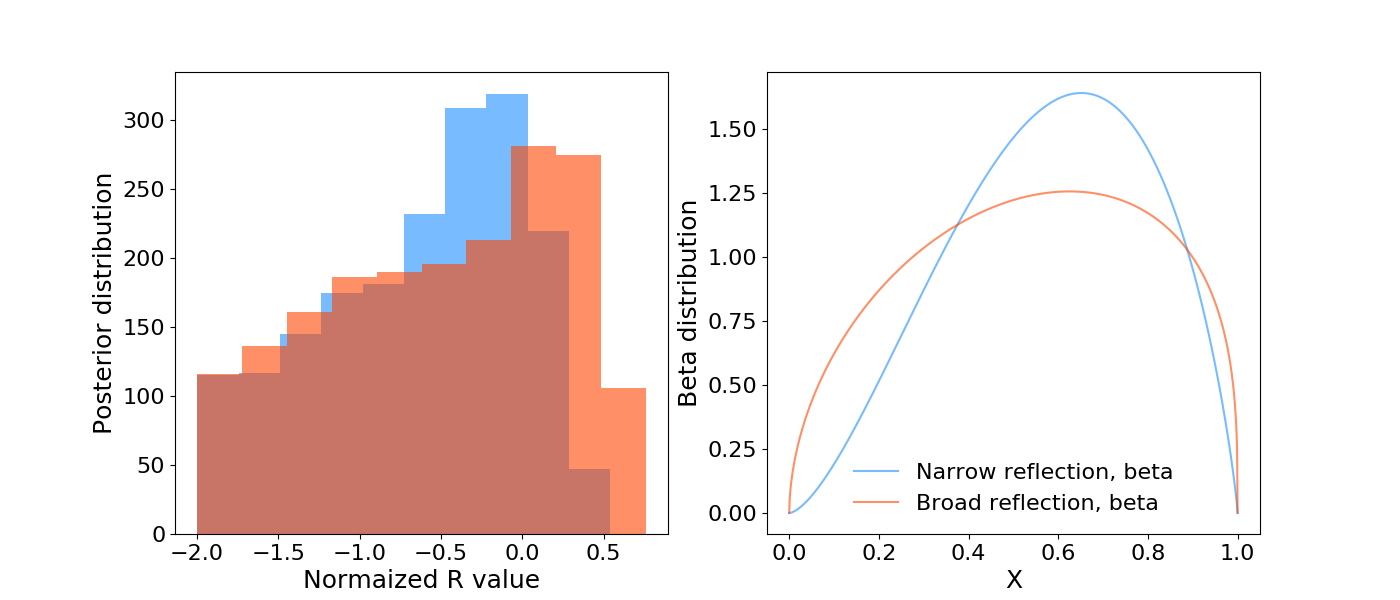 Posterior distribution
300
250
200
150
100
50
0
−2.0 −1.5 −1.0 −0.5 0.0 0.5
Normaized R value
Beta distribution
1.50
1.25
1.00
0.75
0.50
0.25
0.00
0.0 0.2 0.4 0.6 0.8 1.0
X
Narrow reflection, beta
Broad reflection, beta